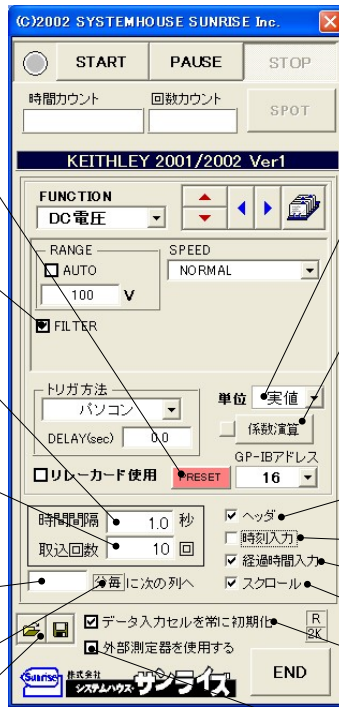 (C)2002 SYSTEMHOUSE SUNRISE Inc.
START PAUSE STOP
時間カウント 回数カウント
SPOT
KEITHLEY 2001/2002 Ver1
FUNCTION
DC電圧
RANGE SPEED
AUTO NORMAL
100 V
FILTER
トリガ方法
パソコン
単位 実値
DELAY(sec) 0.0
係数演算
GP-IBアドレス
リレーカード使用 PRESET 16
時間間隔 1.0 秒
ヘッダ
時刻入力
取込回数 10 回
経過時間入力
分毎 に次の列へ
スクロール
データ入力セルを常に初期化
R
2K
外部測定器を使用する
Sunrise 株式会社 システムハウス・サンライズ
END